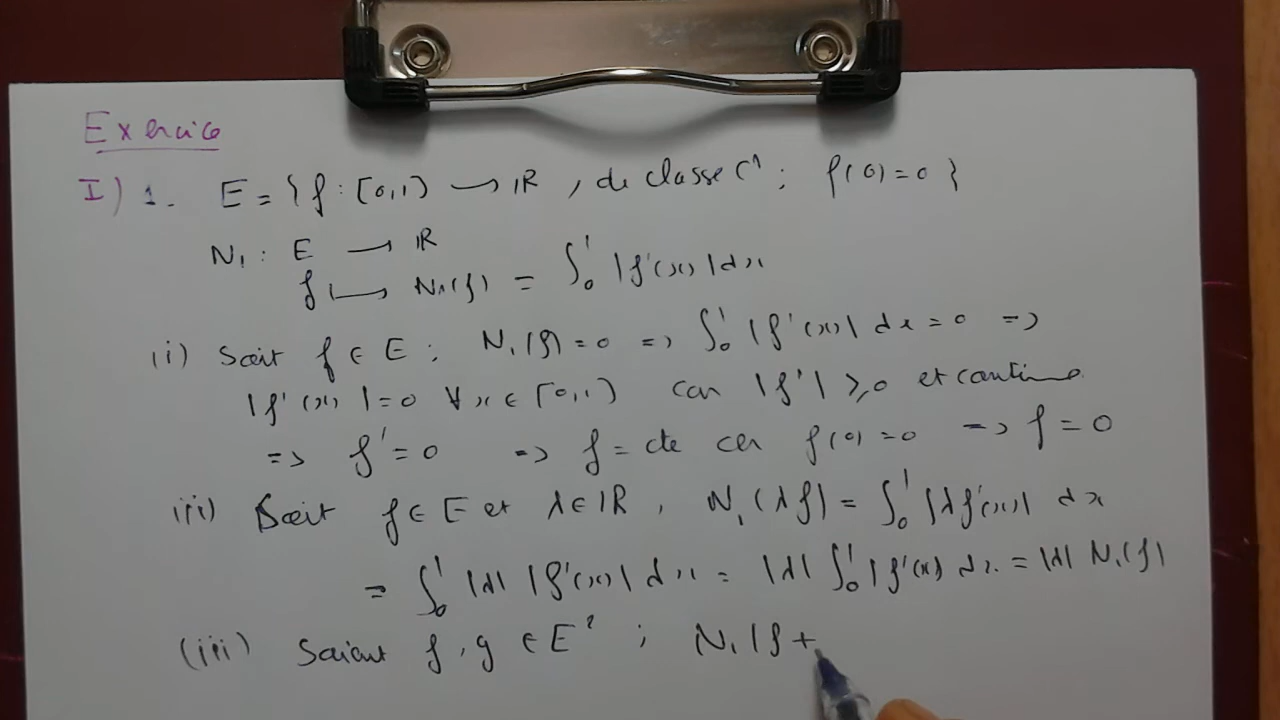 Exercice
I) 1. E = { f : [0,1] → ℝ , de classe C¹ ; f(0) = 0 }
N₁ : E → ℝ
f ↦ N₁(f) = ∫₀¹ |f'(x)| dx
(i) Soit f ∈ E ; N₁(f) = 0 => ∫₀¹ |f'(x)| dx = 0 =>
|f'(x)| = 0 ∀ x ∈ [0,1] car |f'| ≥ 0 et continue
=> f' = 0 => f = cte car f(0) = 0 => f = 0
(ii) Soit f ∈ E et λ ∈ ℝ , N₁(λf) = ∫₀¹ |λf'(x)| dx
= ∫₀¹ |λ| |f'(x)| dx = |λ| ∫₀¹ |f'(x)| dx = |λ| N₁(f)
(iii) Soient f, g ∈ E² ; N₁(f +